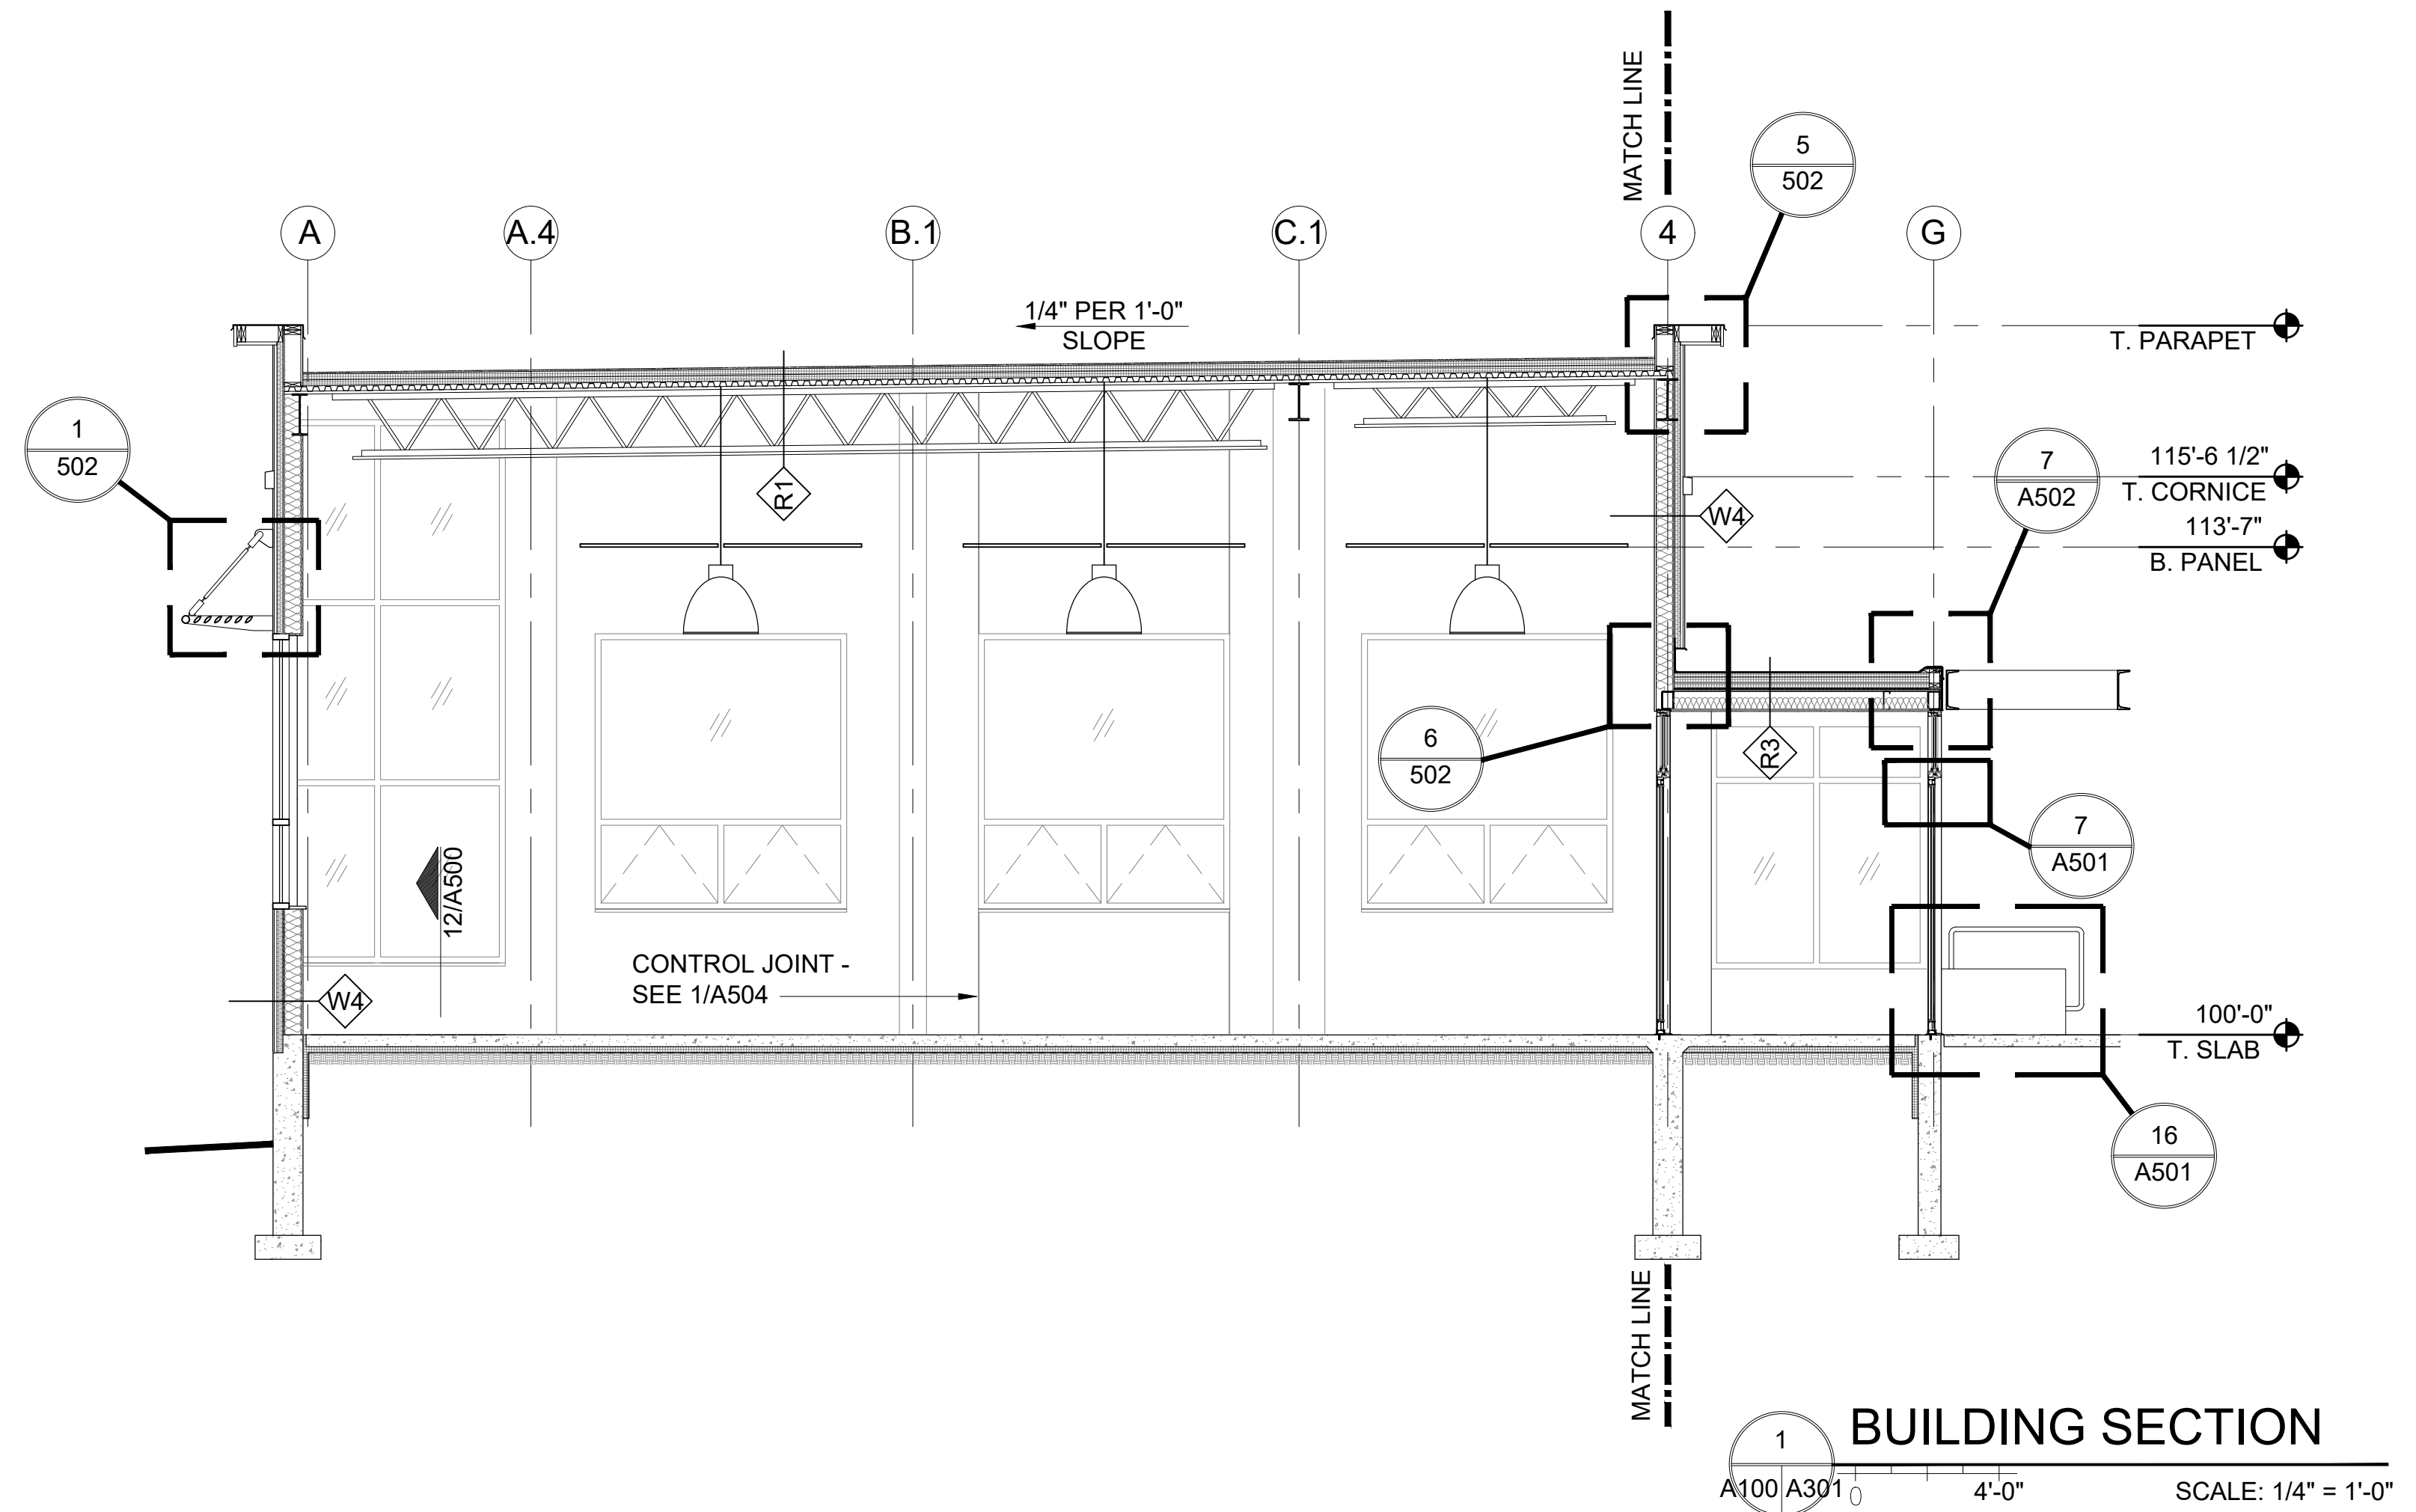 MATCH LINE
5
502
A
A.4
B.1
C.1
4
G
1/4" PER 1'-0"
SLOPE
T. PARAPET
1
502
R1
W4
7
A502
115'-6 1/2"
T. CORNICE
113'-7"
B. PANEL
6
502
R3
7
A501
12/A500
CONTROL JOINT -
SEE 1/A504
W4
100'-0"
T. SLAB
16
A501
MATCH LINE
1
A100
A301
BUILDING SECTION
0
4'-0"
SCALE: 1/4" = 1'-0"